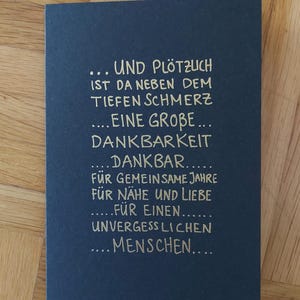 ... UND PLÖTZLICH
IST DA NEBEN DEM
TIEFEN SCHMERZ
....EINE GROẞE...
DANKBARKEIT
....DANKBAR.....
FÜR GEMEINSAME JAHRE
FÜR NÄHE UND LIEBE
.....FÜR EINEN......
UNVERGESSLICHEN
....MENSCHEN....